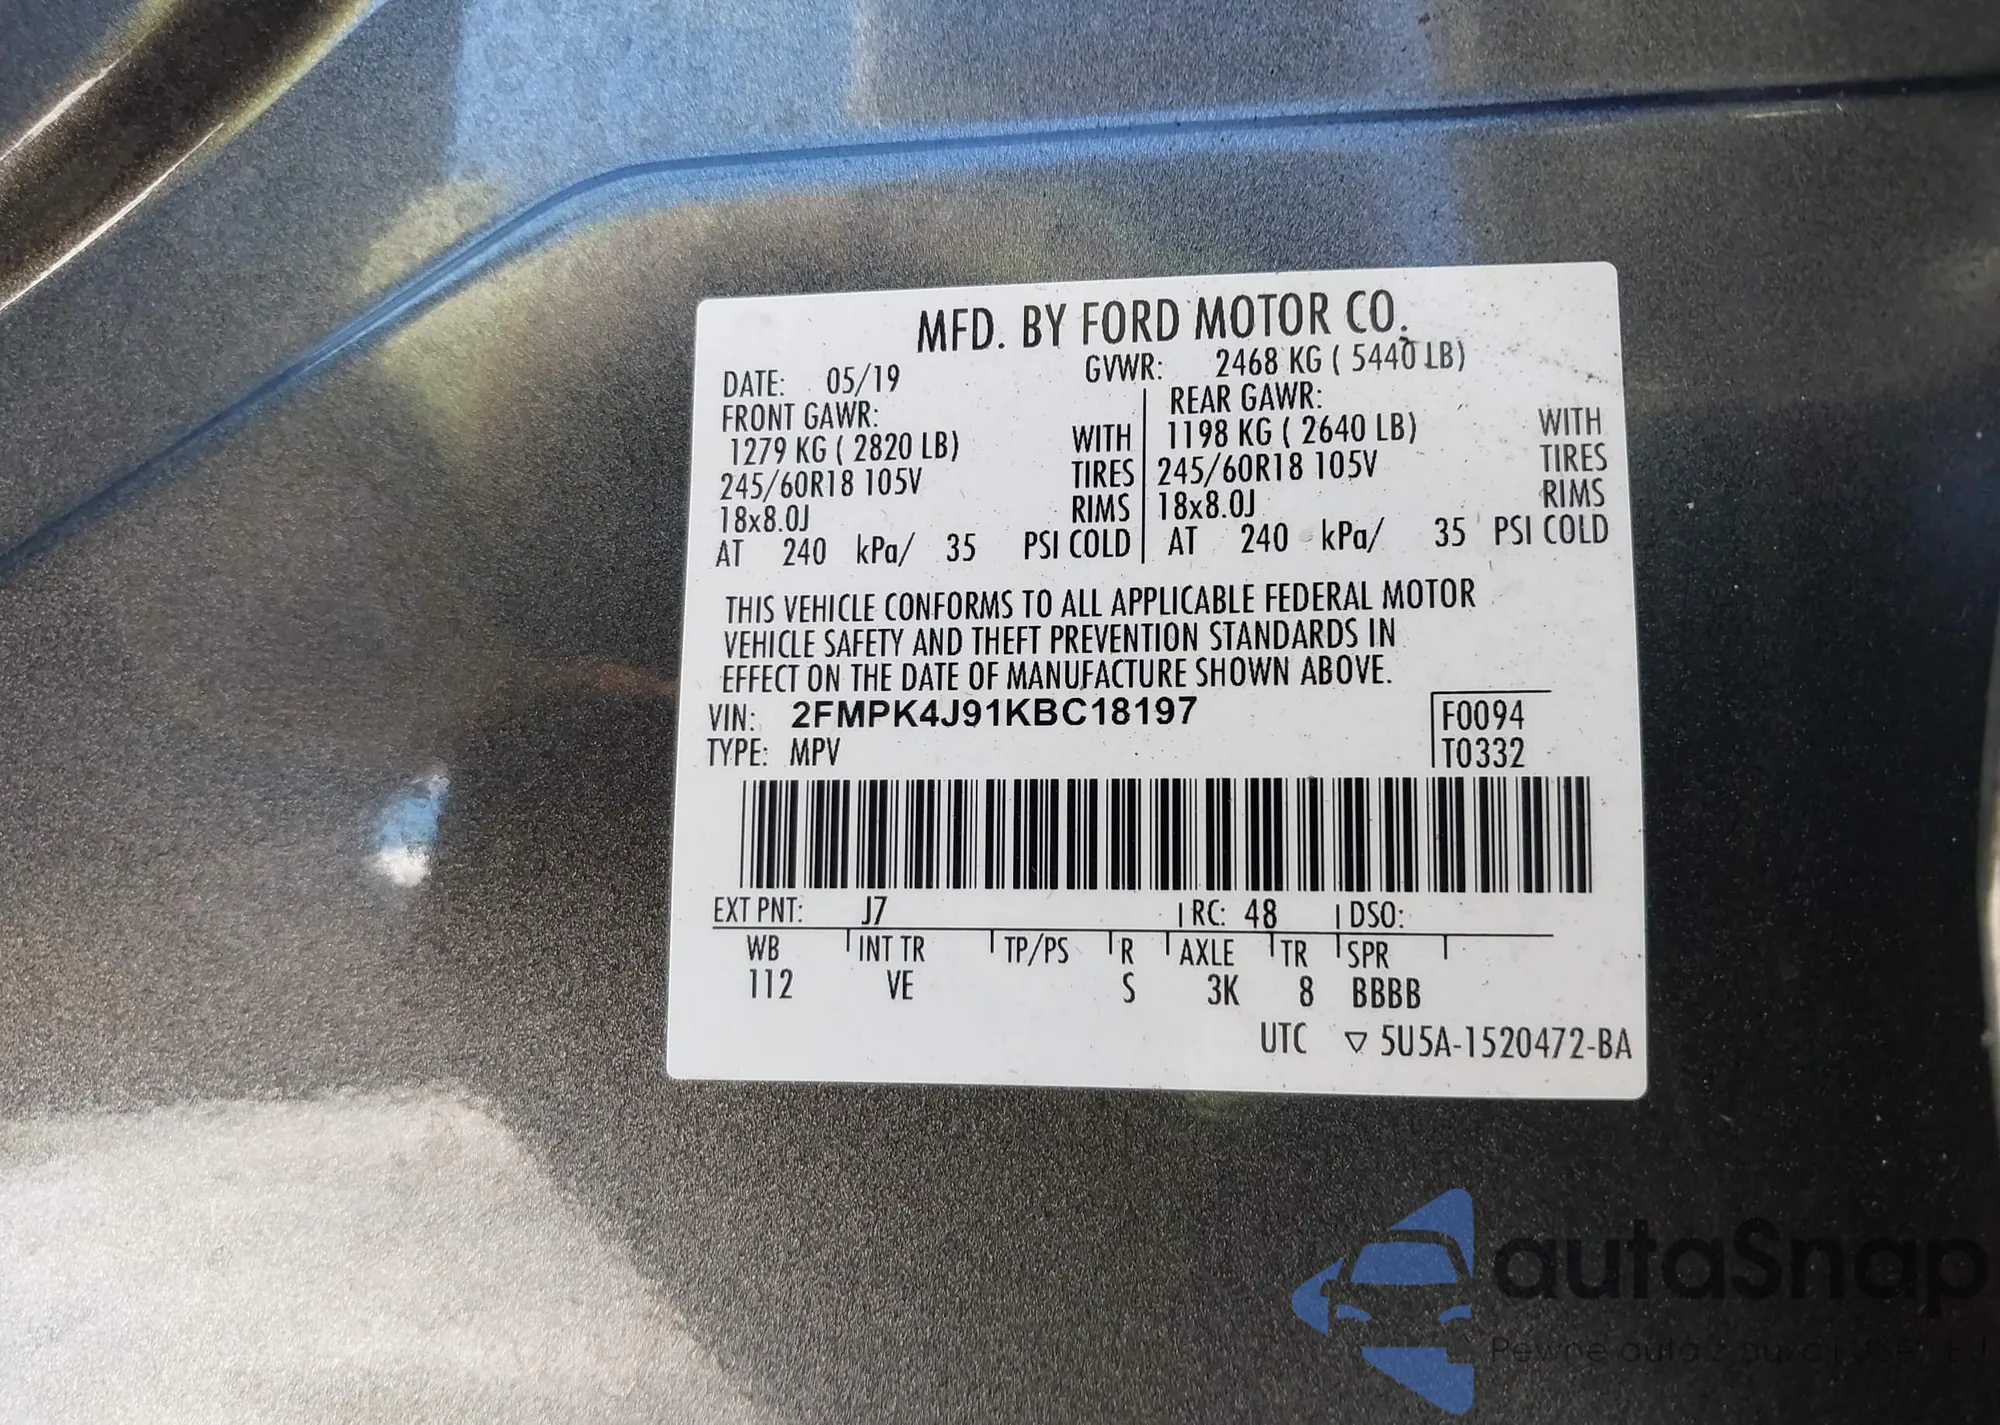 MFD. BY FORD MOTOR CO.
DATE: 05/19 GVWR: 2468 KG ( 5440 LB)
FRONT GAWR: REAR GAWR:
1279 KG ( 2820 LB) WITH 1198 KG ( 2640 LB) WITH
245/60R18 105V TIRES 245/60R18 105V TIRES
18x8.0J RIMS 18x8.0J RIMS
AT 240 kPa/ 35 PSI COLD AT 240 kPa/ 35 PSI COLD
THIS VEHICLE CONFORMS TO ALL APPLICABLE FEDERAL MOTOR
VEHICLE SAFETY AND THEFT PREVENTION STANDARDS IN
EFFECT ON THE DATE OF MANUFACTURE SHOWN ABOVE.
VIN: 2FMPK4J91KBC18197 F0094
TYPE: MPV T0332
EXT PNT: J7 RC: 48 DSO:
WB INT TR TP/PS R AXLE TR SPR
112 VE S 3K 8 BBBB
UTC ▽ 5U5A-1520472-BA
autaSnap
Pewne auta z aukcji USA i EU